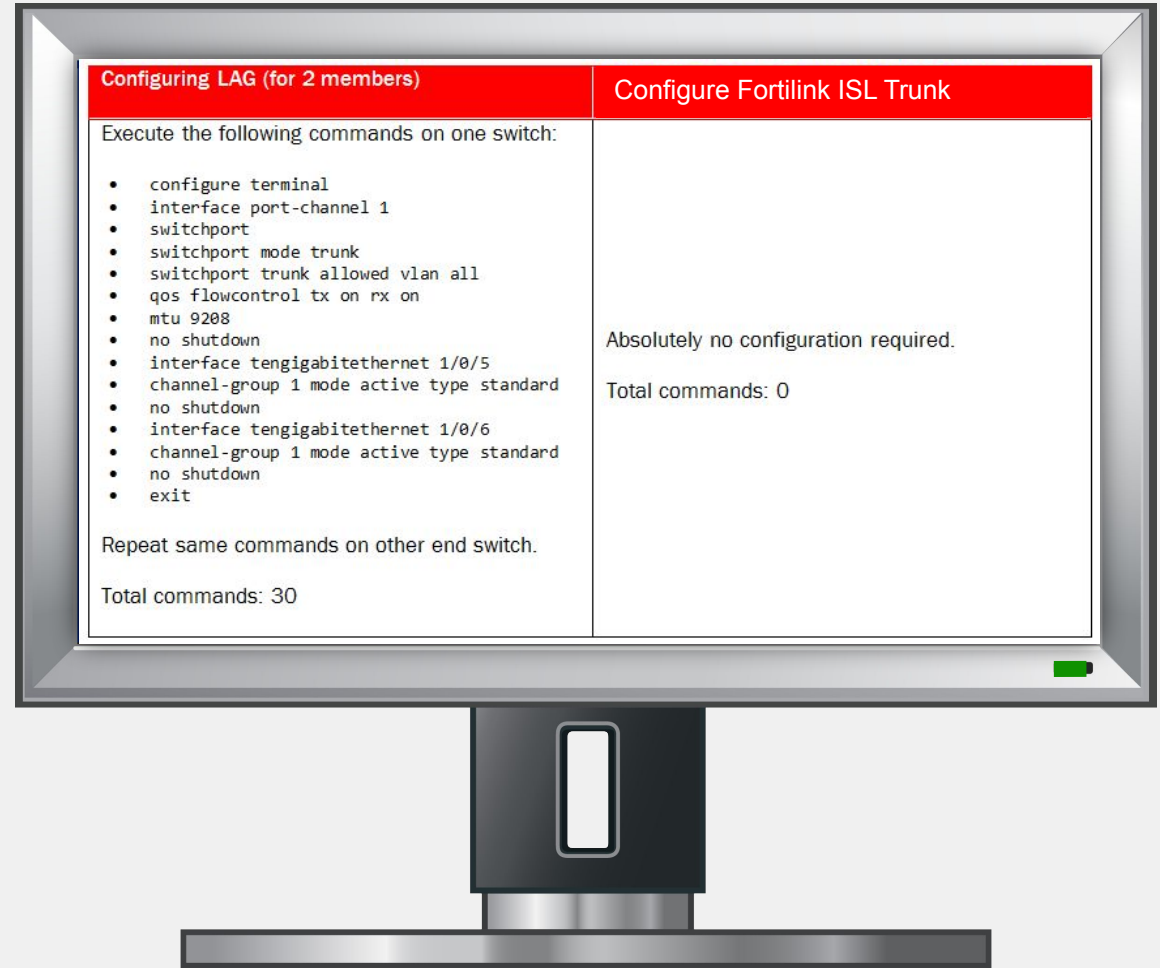 Configuring LAG (for 2 members)
Configure Fortilink ISL Trunk
Execute the following commands on one switch:
• configure terminal
• interface port-channel 1
• switchport
• switchport mode trunk
• switchport trunk allowed vlan all
• qos flowcontrol tx on rx on
• mtu 9208
• no shutdown
• interface tengigabitethernet 1/0/5
• channel-group 1 mode active type standard
• no shutdown
• interface tengigabitethernet 1/0/6
• channel-group 1 mode active type standard
• no shutdown
• exit
Repeat same commands on other end switch.
Total commands: 30
Absolutely no configuration required.
Total commands: 0